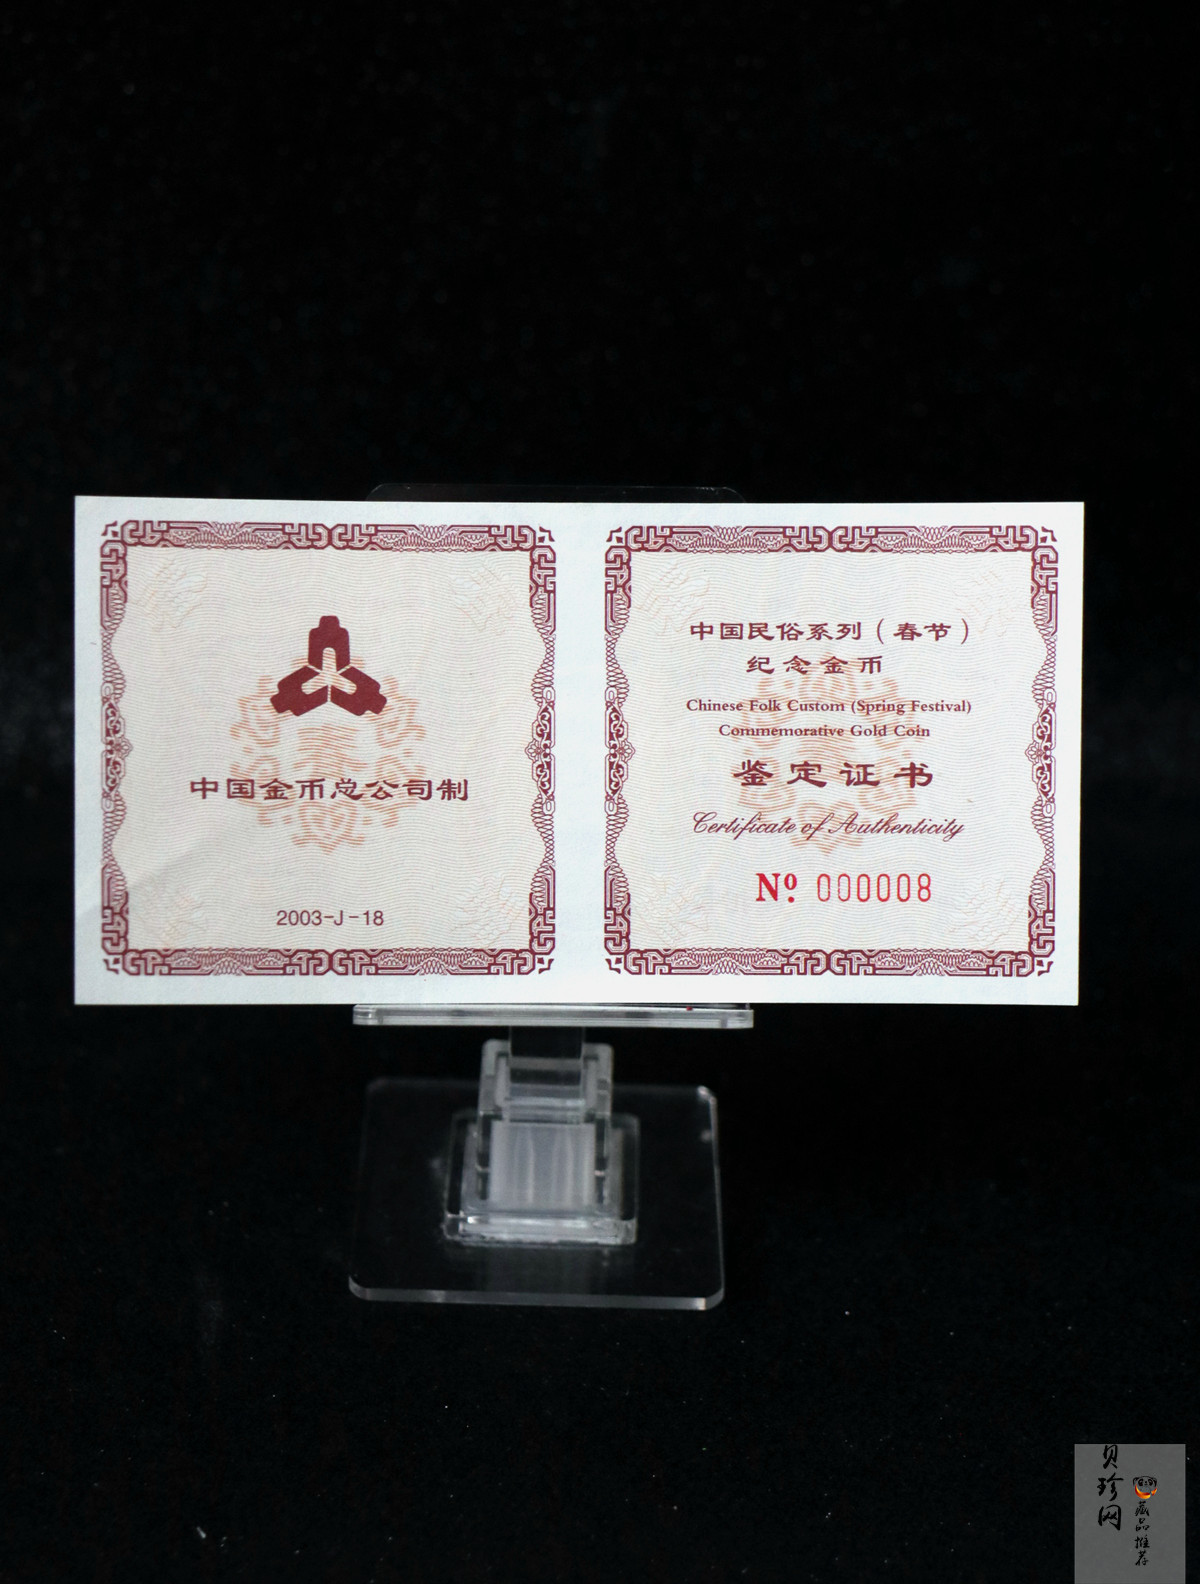 中国金币总公司制
2003-J-18
中国民俗系列（春节）
纪念金币
Chinese Folk Custom (Spring Festival)
Commemorative Gold Coin
鉴定证书
Certificate of Authenticity
Nº. 000008
贝珍网
藏品推荐